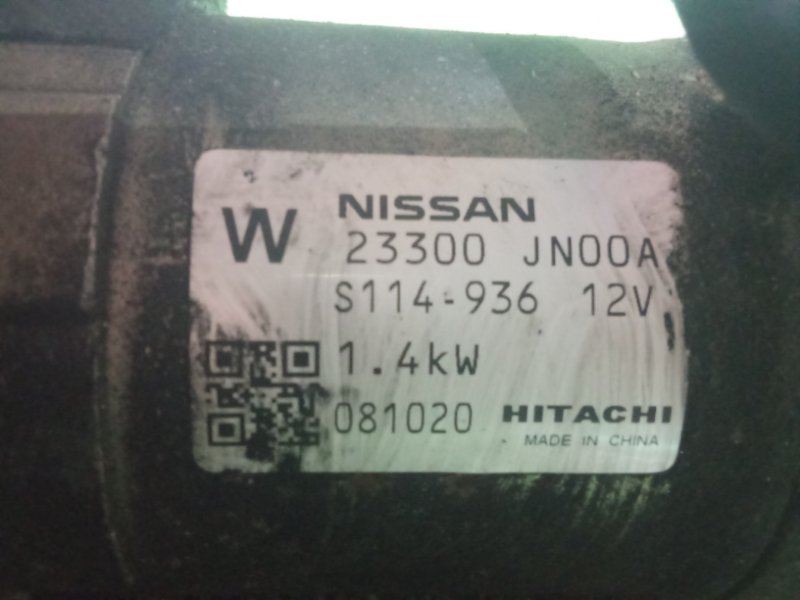 W NISSAN
23300 JN00A
S114-936 12V
1.4kW
081020 HITACHI
MADE IN CHINA